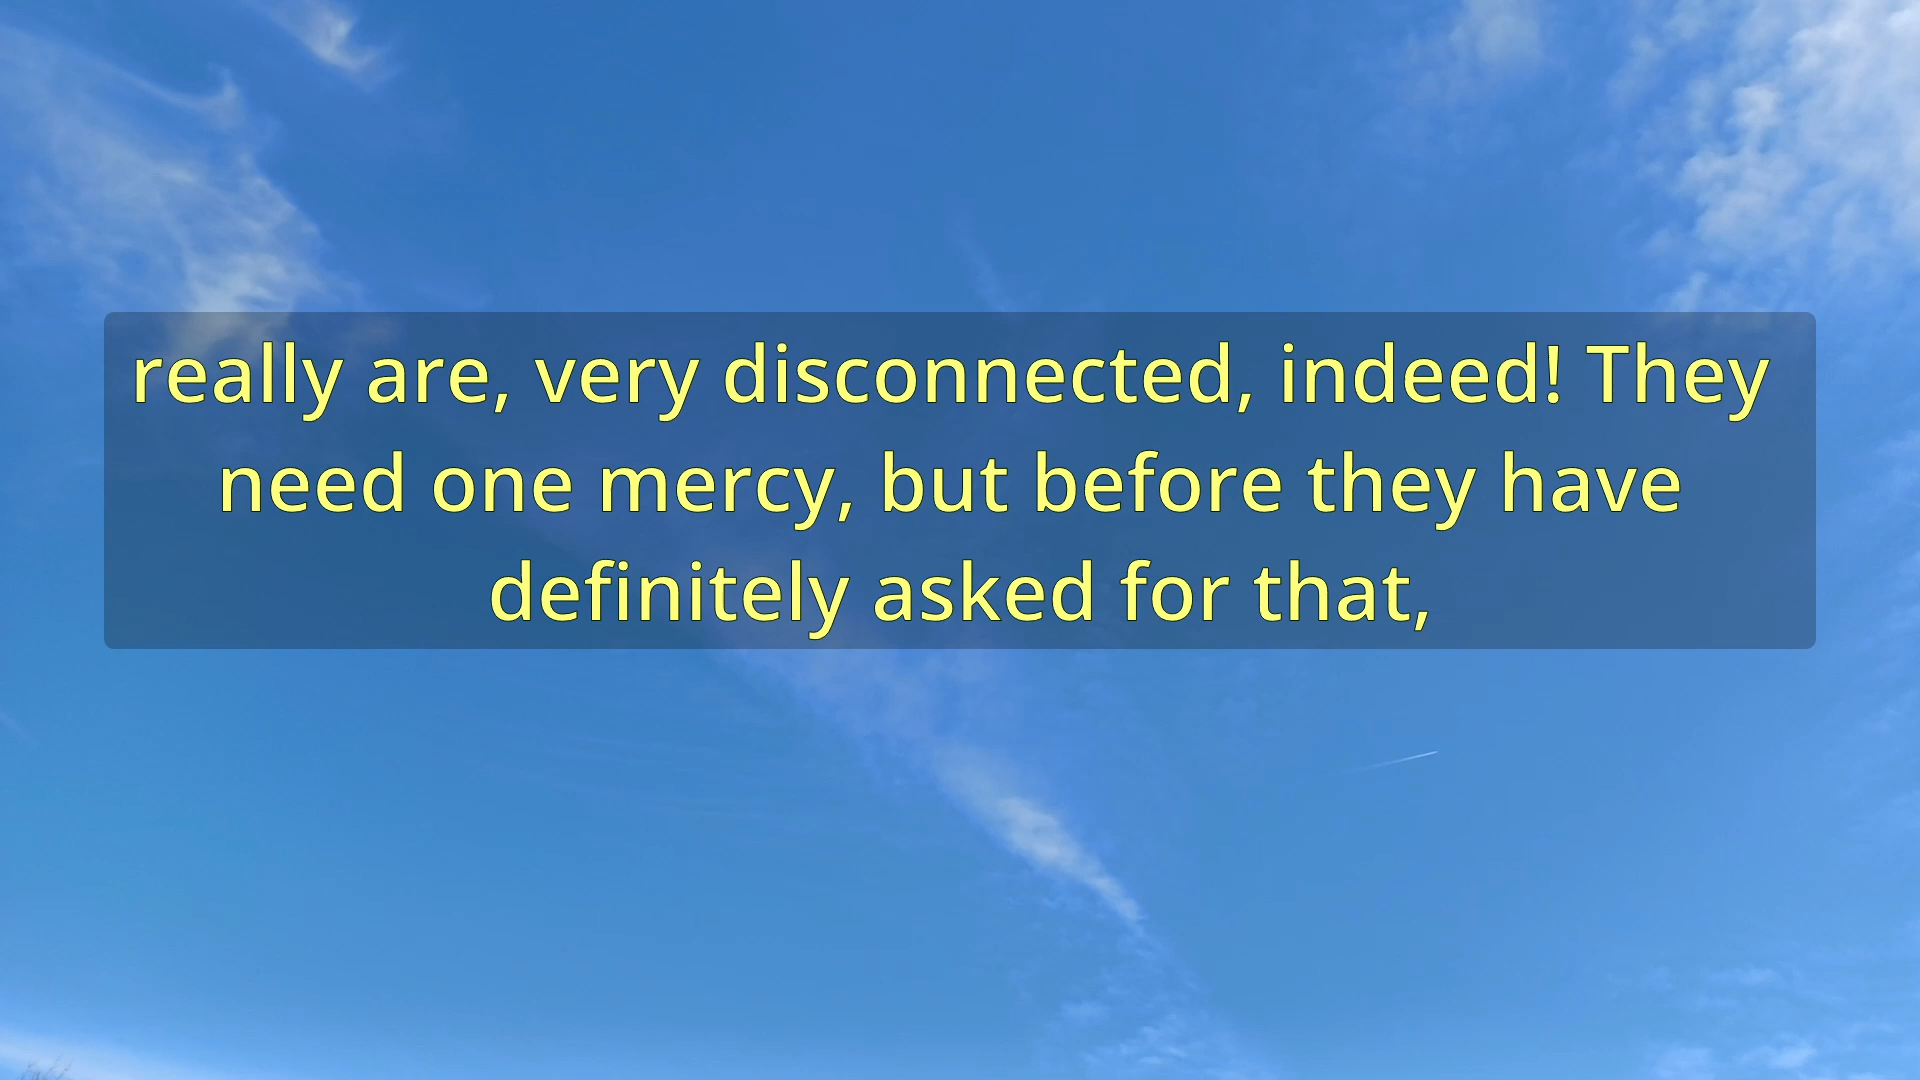 really are, very disconnected, indeed! They
need one mercy, but before they have
definitely asked for that,